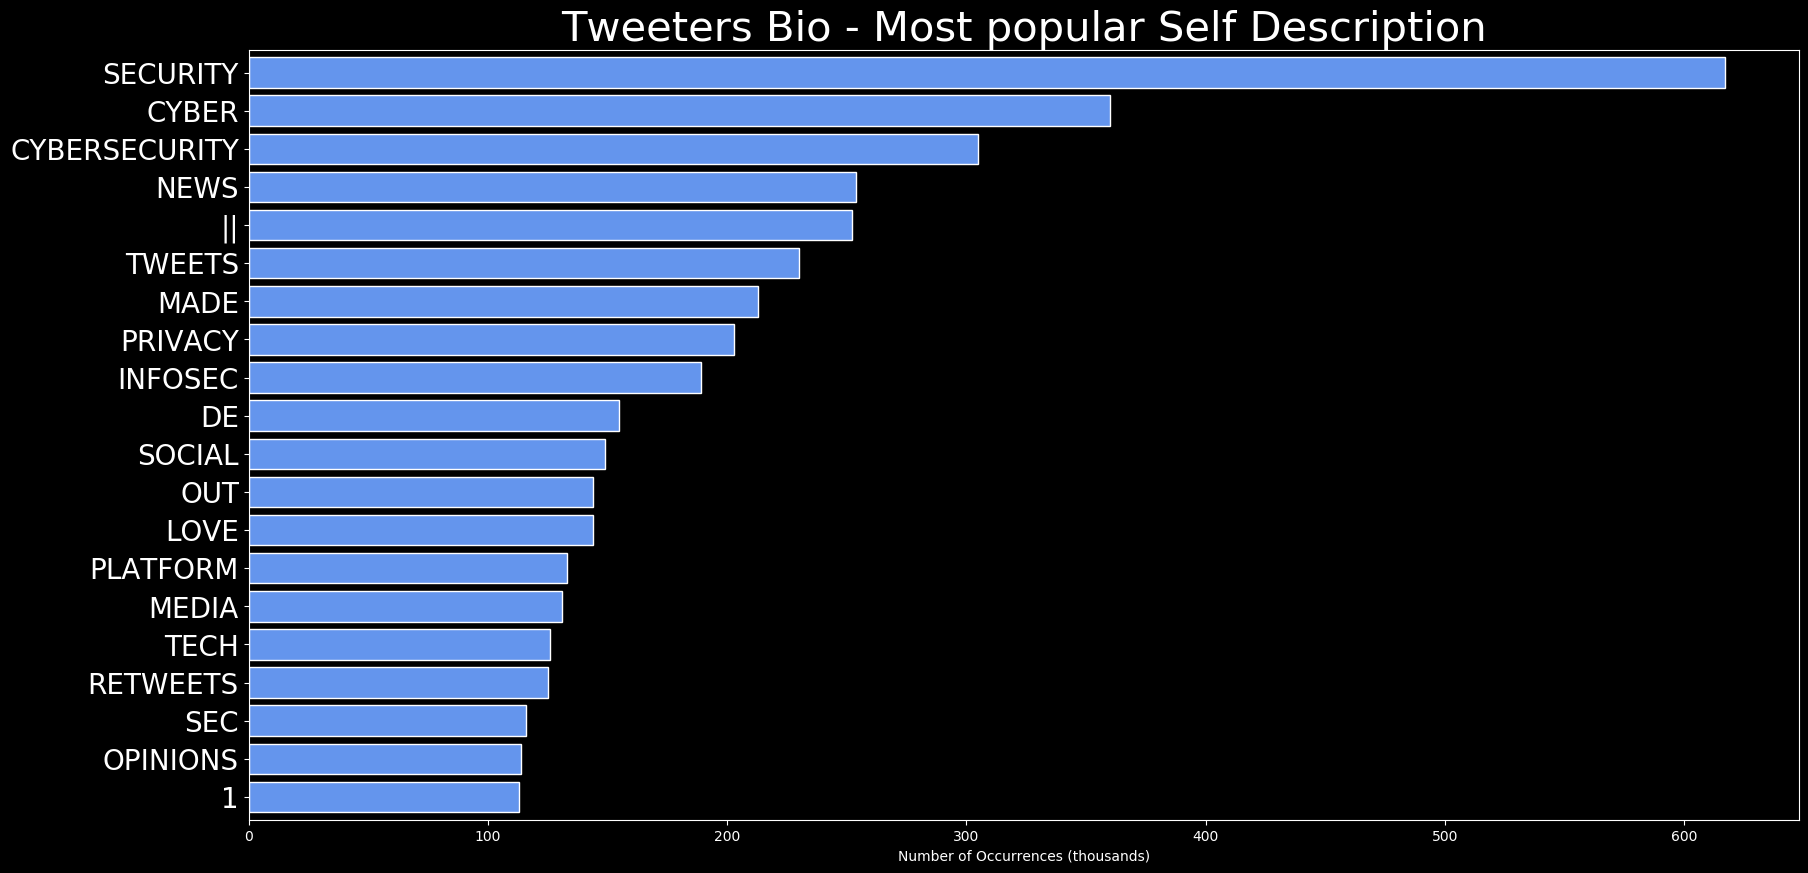 Tweeters Bio - Most popular Self Description
SECURITY
CYBER
CYBERSECURITY
NEWS
||
TWEETS
MADE
PRIVACY
INFOSEC
DE
SOCIAL
OUT
LOVE
PLATFORM
MEDIA
TECH
RETWEETS
SEC
OPINIONS
1
0 100 200 300 400 500 600
Number of Occurrences (thousands)